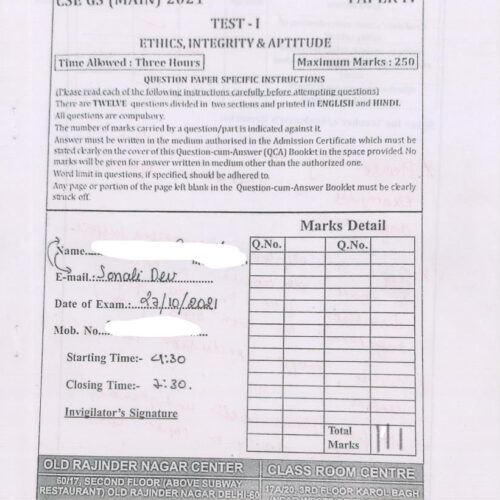 CSE GS (MAIN) 2021 PAPER IV
TEST - I
ETHICS, INTEGRITY & APTITUDE
Time Allowed : Three Hours Maximum Marks : 250
QUESTION PAPER SPECIFIC INSTRUCTIONS
(Please read each of the following instructions carefully before attempting questions)
There are TWELVE questions divided in two sections and printed in ENGLISH and HINDI.
All questions are compulsory.
The number of marks carried by a question/part is indicated against it.
Answer must be written in the medium authorised in the Admission Certificate which must be
stated clearly on the cover of this Question-cum-Answer (QCA) Booklet in the space provided. No
marks will be given for answer written in medium other than the authorized one.
Word limit in questions, if specified, should be adhered to.
Any page or portion of the page left blank in the Question-cum-Answer Booklet must be clearly
struck off.
Marks Detail
Q.No. Q.No.
Name
E-mail.: Sonali Dev
Date of Exam.: 27/10/2021
Mob. No.
Starting Time:- 4:30
Closing Time:- 7:30.
Invigilator's Signature
Total
Marks
OLD RAJINDER NAGAR CENTER
60/17, SECOND FLOOR (ABOVE SUBWAY
RESTAURANT) OLD RAJINDER NAGAR DELHI-60
CLASS ROOM CENTRE
17A/20, 3RD FLOOR KAROL BAGH